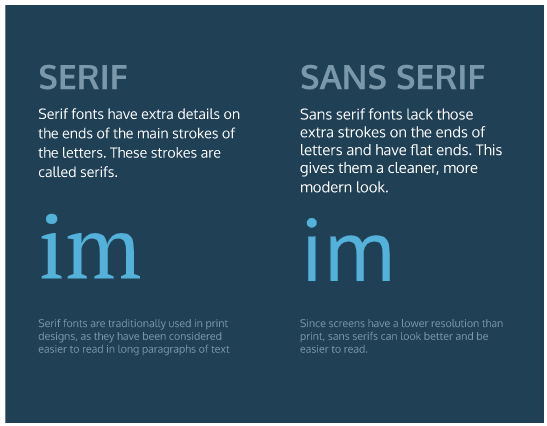 SERIF
Serif fonts have extra details on
the ends of the main strokes of
the letters. These strokes are
called serifs.
im
Serif fonts are traditionally used in print
designs, as they have been considered
easier to read in long paragraphs of text
SANS SERIF
Sans serif fonts lack those
extra strokes on the ends of
letters and have flat ends. This
gives them a cleaner, more
modern look.
im
Since screens have a lower resolution than
print, sans serifs can look better and be
easier to read.